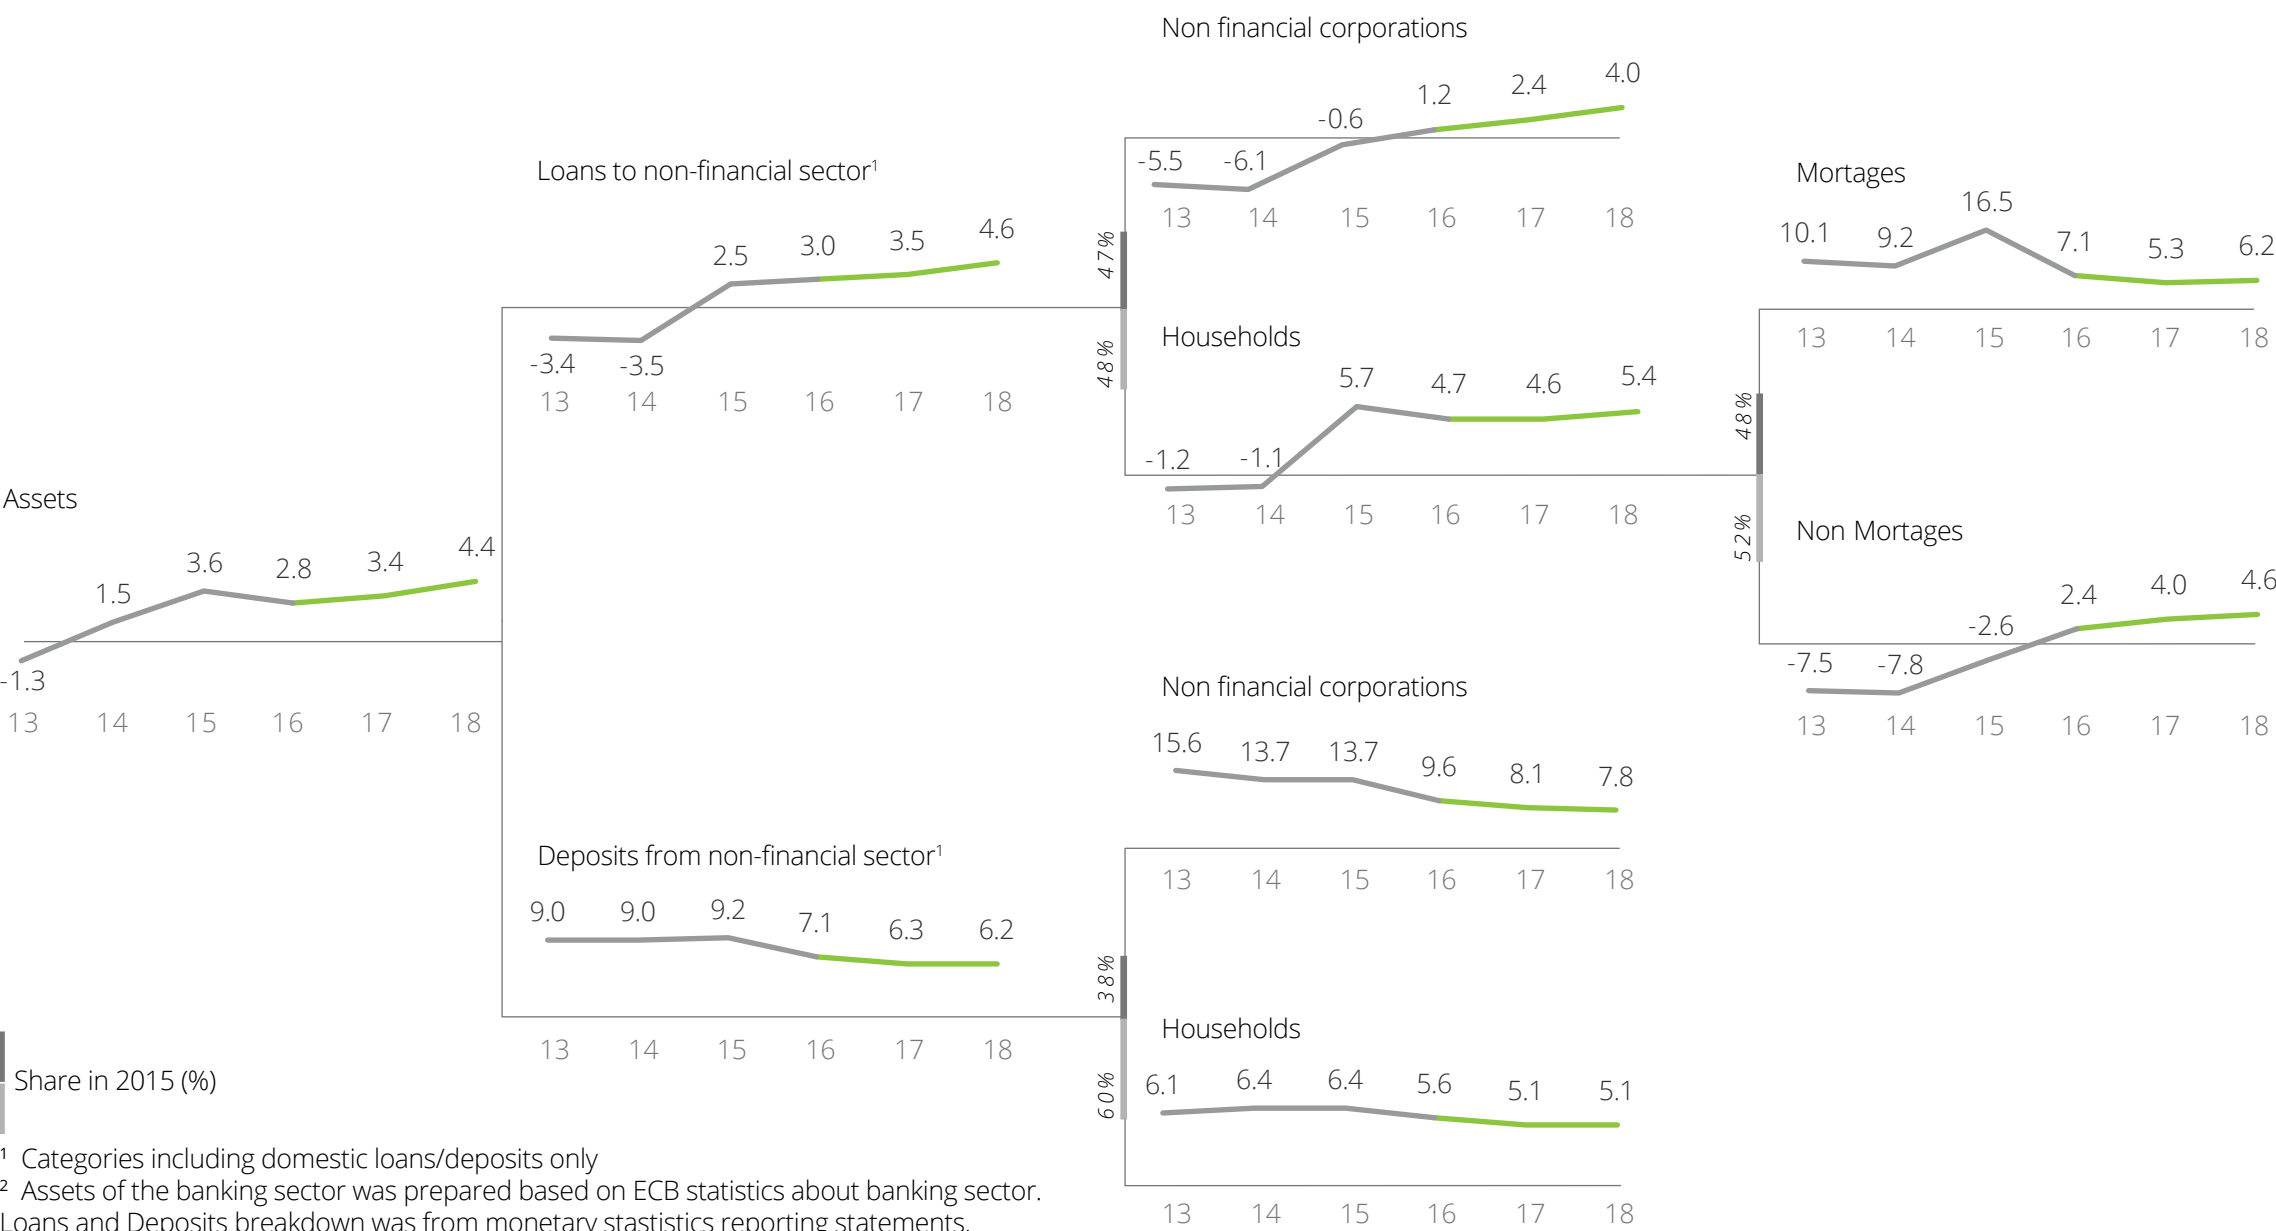 Non financial corporations
4.0
2.4
1.2
-0.6
-5.5 -6.1
13 14 15 16 17 18
47%
48%
Loans to non-financial sector¹
2.5 3.0 3.5 4.6
-3.4 -3.5
13 14 15 16 17 18
Households
5.7 4.7 4.6 5.4
-1.2 -1.1
13 14 15 16 17 18
Mortages
10.1 9.2 16.5 7.1 5.3 6.2
13 14 15 16 17 18
48%
52%
Non Mortages
-7.5 -7.8 -2.6 2.4 4.0 4.6
13 14 15 16 17 18
Assets
-1.3 1.5 3.6 2.8 3.4 4.4
13 14 15 16 17 18
Non financial corporations
15.6 13.7 13.7 9.6 8.1 7.8
13 14 15 16 17 18
Deposits from non-financial sector¹
9.0 9.0 9.2 7.1 6.3 6.2
13 14 15 16 17 18
38%
60%
Households
6.1 6.4 6.4 5.6 5.1 5.1
13 14 15 16 17 18
Share in 2015 (%)
¹ Categories including domestic loans/deposits only
² Assets of the banking sector was prepared based on ECB statistics about banking sector.
Loans and Deposits breakdown was from monetary stastistics reporting statements.